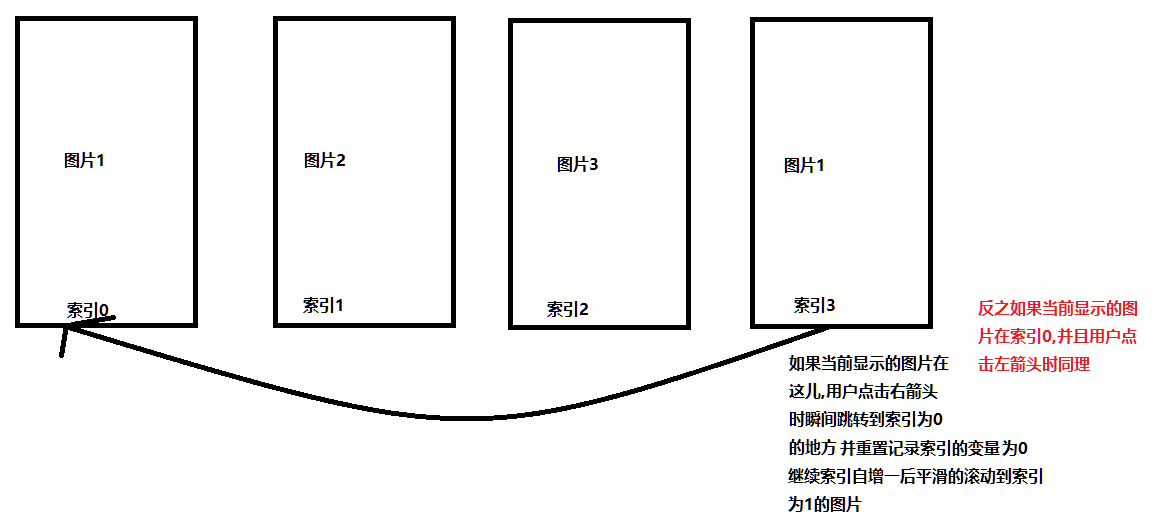 图片1
图片2
图片3
图片1
索引0
索引1
索引2
索引3
如果当前显示的图片在
这儿,用户点击右箭头
时瞬间跳转到索引为0
的地方 并重置记录索引的变量为0
继续索引自增一后平滑的滚动到索引
为1的图片
反之如果当前显示的图
片在索引0,并且用户点
击左箭头时同理